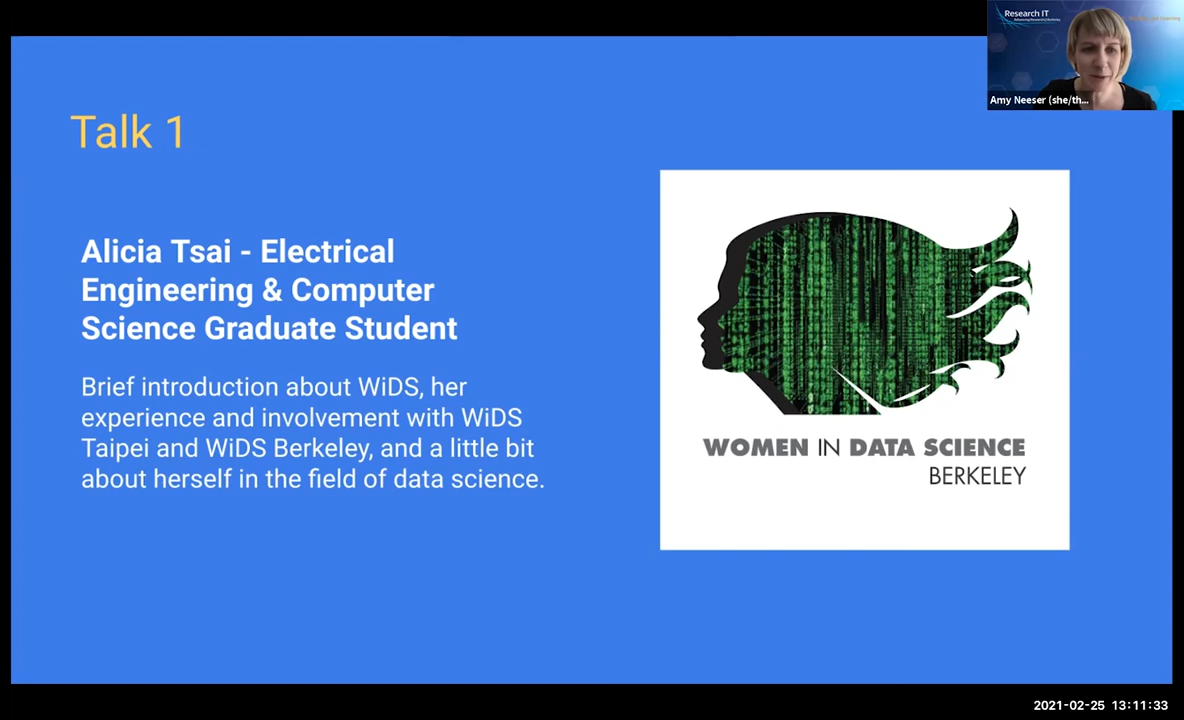 Research IT
Talk 1
Amy Neeser (she/th...
Alicia Tsai - Electrical
Engineering & Computer
Science Graduate Student
Brief introduction about WiDS, her
experience and involvement with WiDS
Taipei and WiDS Berkeley, and a little bit
about herself in the field of data science.
WOMEN IN DATA SCIENCE
BERKELEY
2021-02-25 13:11:33